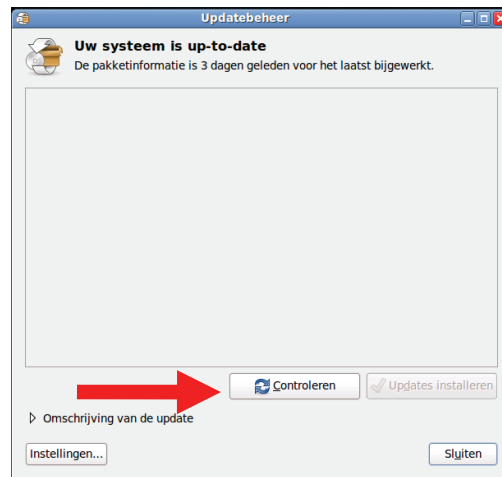 Updatebeheer
Uw systeem is up-to-date
De pakketinformatie is 3 dagen geleden voor het laatst bijgewerkt.
Controleren
Updates installeren
Omschrijving van de update
Instellingen...
Sluiten